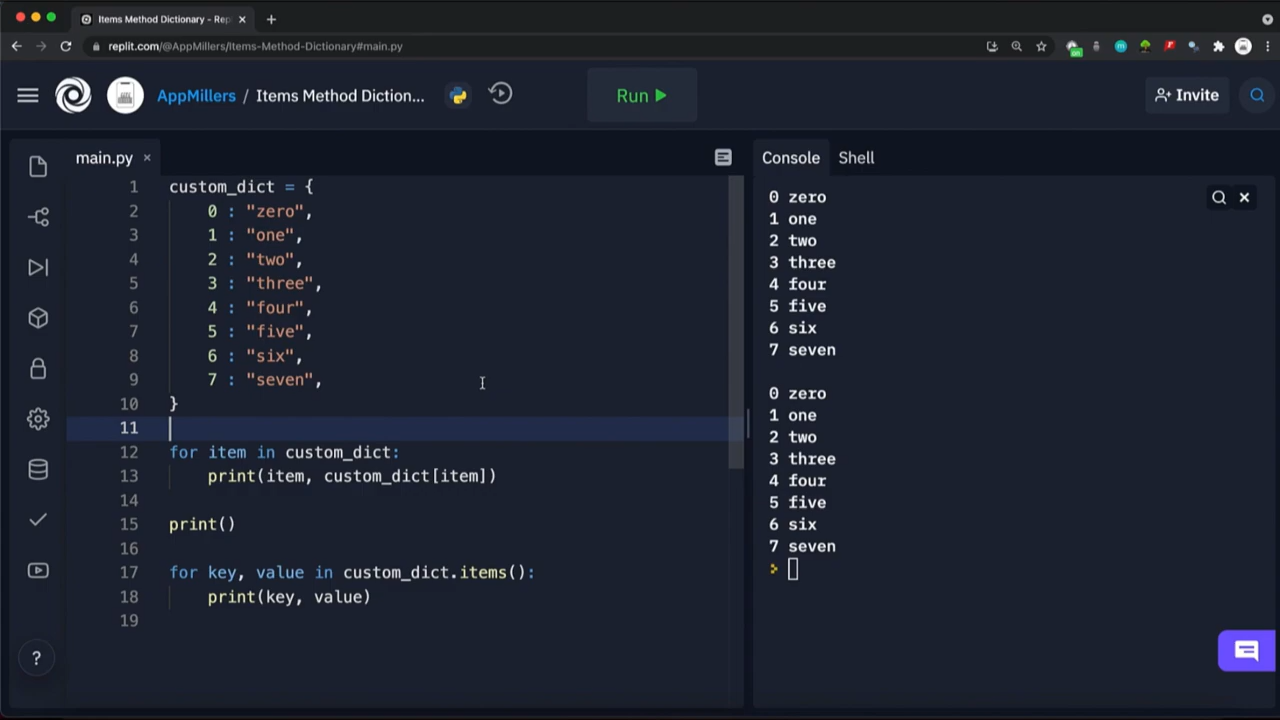 Items Method Dictionary - Repl
replit.com/@AppMillers/Items-Method-Dictionary#main.py
AppMillers / Items Method Diction...
Run
Invite
main.py
Console
Shell
1 custom_dict = {
2 0 : "zero",
3 1 : "one",
4 2 : "two",
5 3 : "three",
6 4 : "four",
7 5 : "five",
8 6 : "six",
9 7 : "seven",
10 }
11
12 for item in custom_dict:
13 print(item, custom_dict[item])
14
15 print()
16
17 for key, value in custom_dict.items():
18 print(key, value)
19
0 zero
1 one
2 two
3 three
4 four
5 five
6 six
7 seven
0 zero
1 one
2 two
3 three
4 four
5 five
6 six
7 seven
>
?